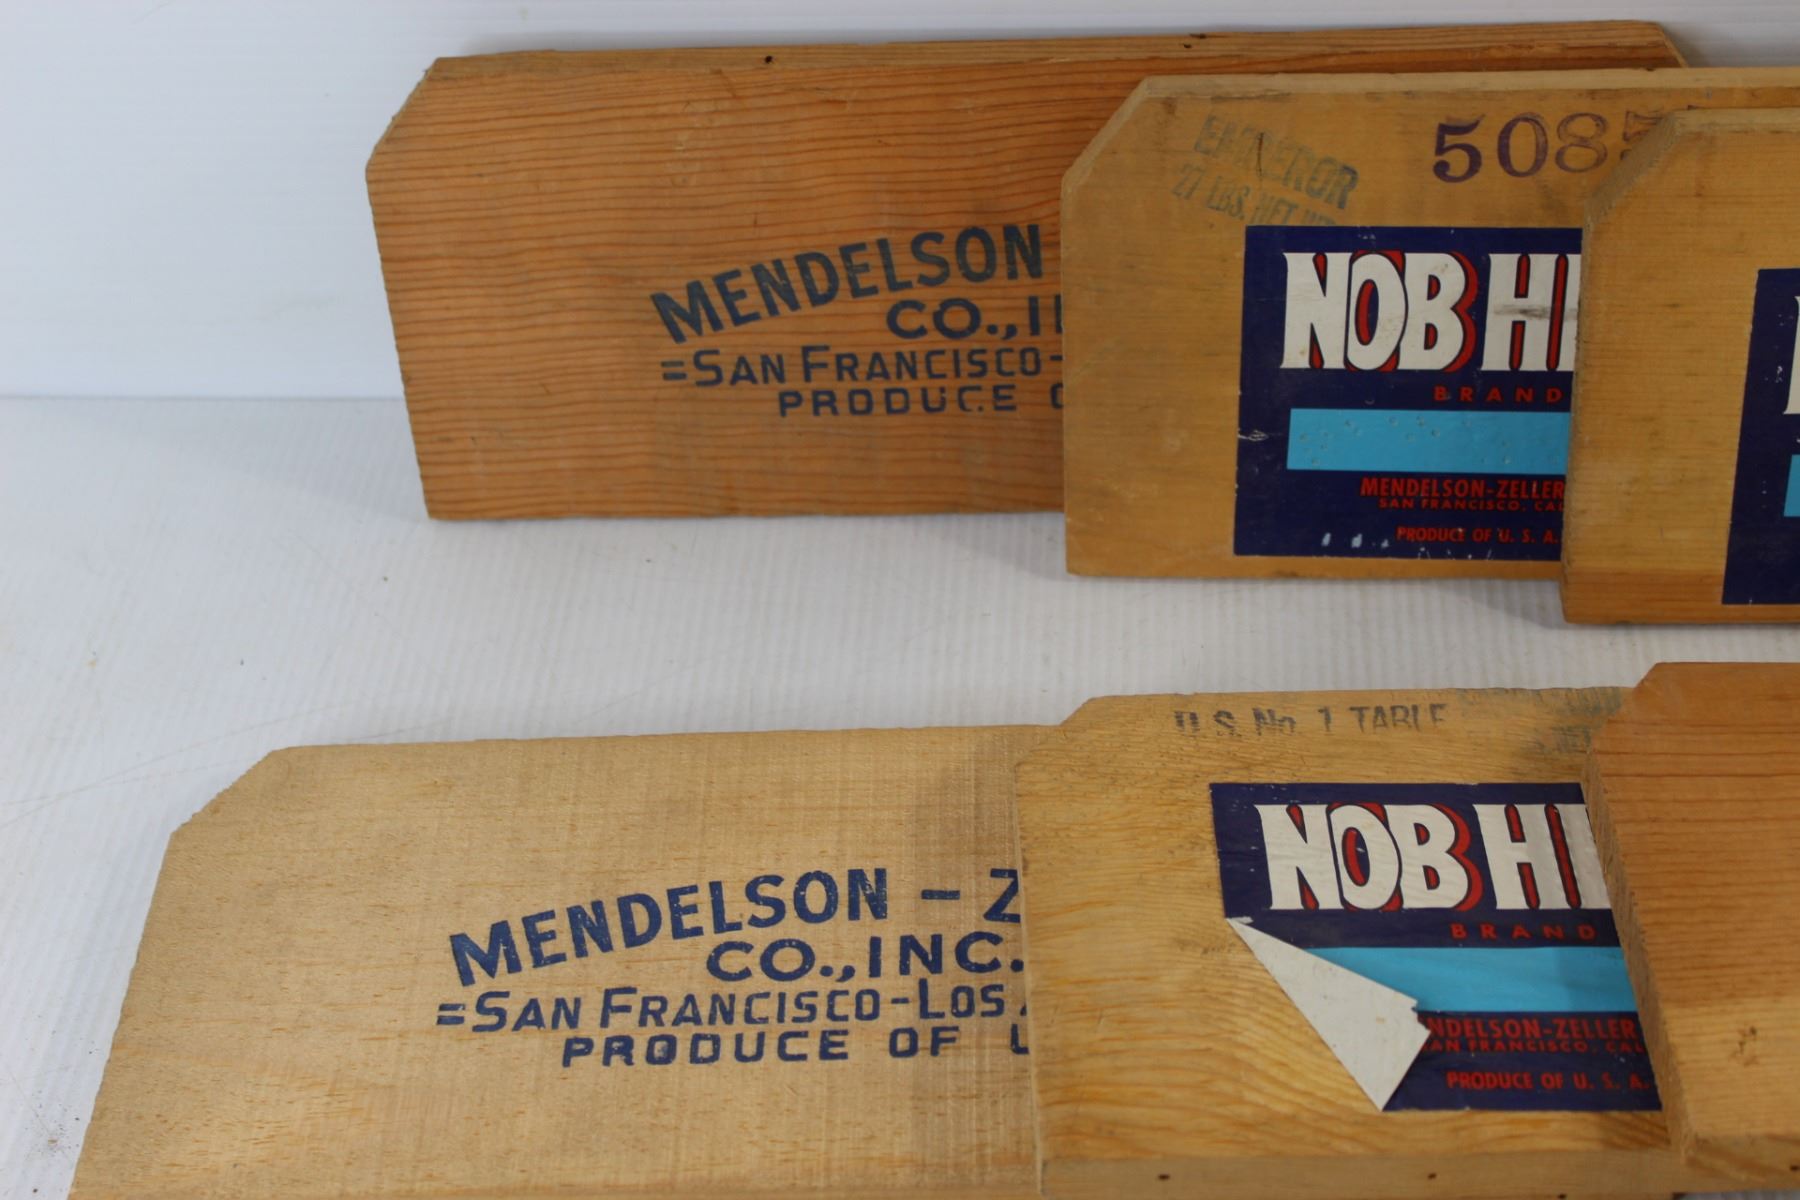 MENDELSON
CO.,
=SAN FRANCISCO-
PRODUCE
EMPEROR
27 LBS. NET
5085
NOB HI
BRAND
MENDELSON-ZELLER
SAN FRANCISCO, CAL
PRODUCE OF U. S. A.
MENDELSON - Z
CO., INC.
=SAN FRANCISCO-LOS
PRODUCE OF U
U.S. No. 1 TABLE
NOB HI
BRAND
NDELSON-ZELLER
AN FRANCISCO, CAL
PRODUCE OF U. S. A.